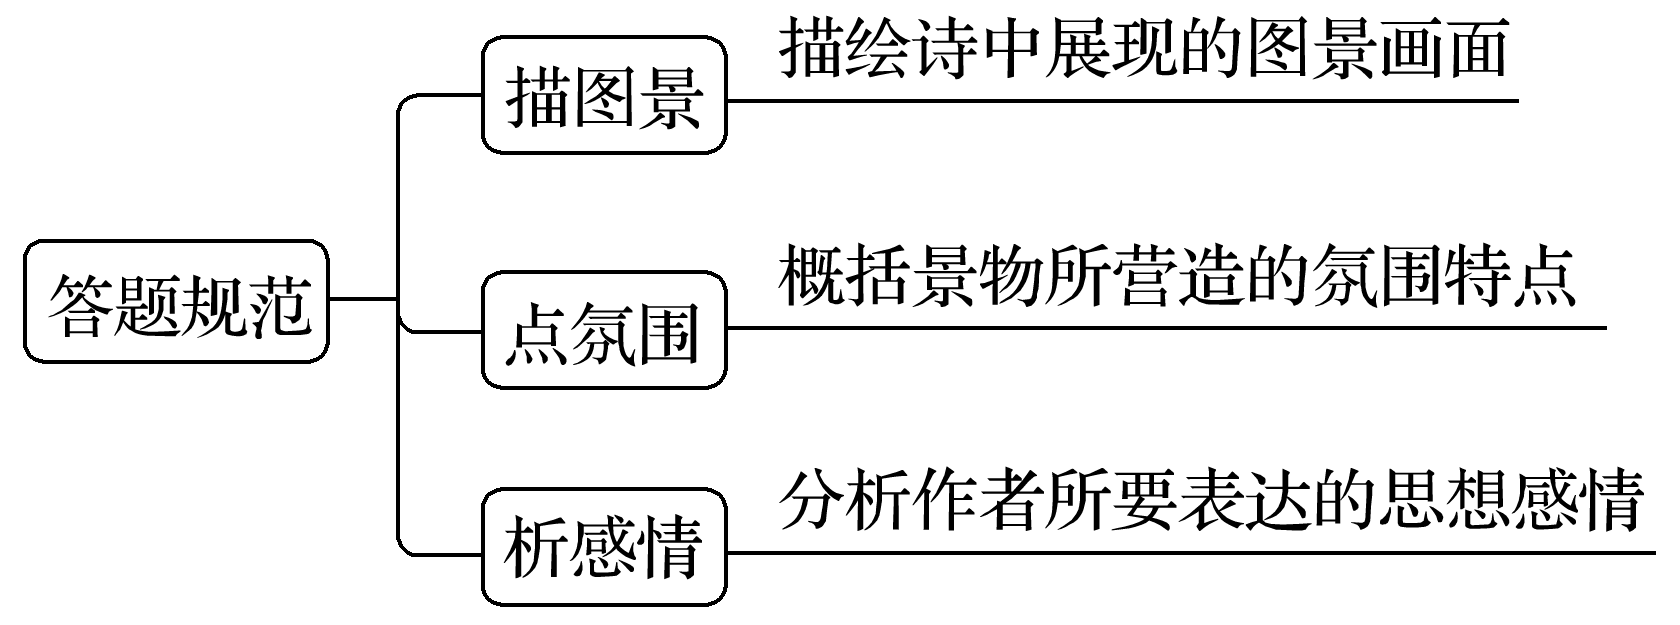 答题规范
描图景
描绘诗中展现的图景画面
点氛围
概括景物所营造的氛围特点
析感情
分析作者所要表达的思想感情